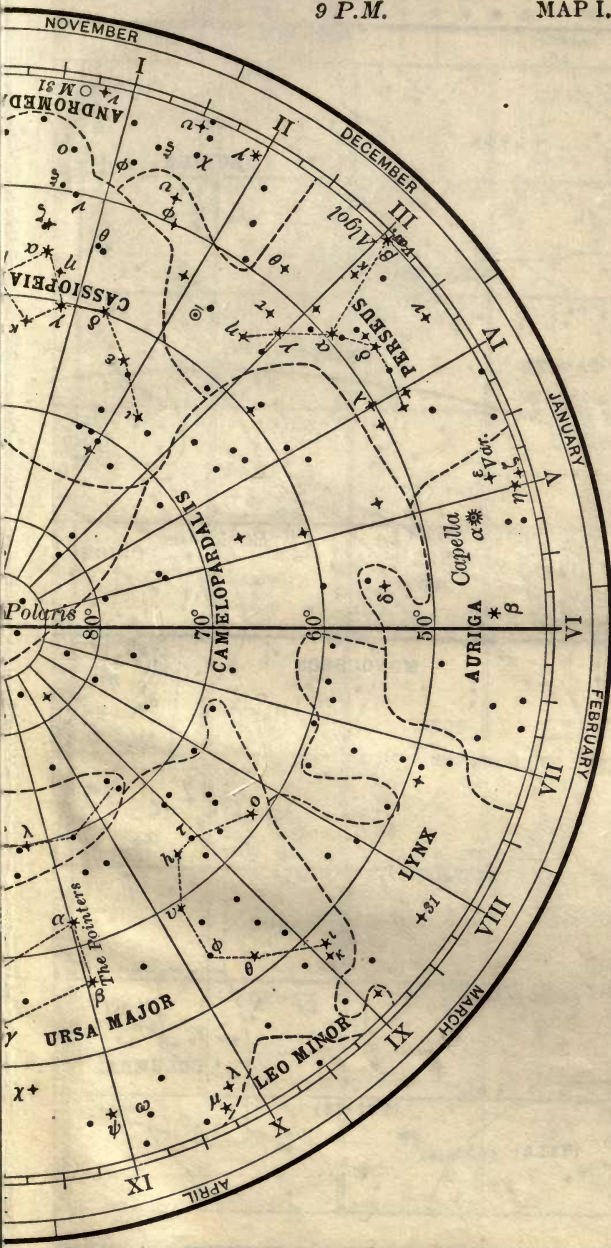 9 P.M.
MAP I.
NOVEMBER
DECEMBER
JANUARY
FEBRUARY
MARCH
APRIL
I
II
III
IV
V
VI
VII
VIII
IX
X
XI
ν M 31
ANDROMEDA
υ
ξ
χ
γ
φ
ο
ξ
ν
υ
φ
ζ
α
η
θ
CASSIOPEIA
κ
γ
δ
ε
ι
θ
Algol
β Var.
κ
τ
η
γ
α
δ
ν
λ
PERSEUS
ε Var.
ζ
η
Capella
α
δ
β
AURIGA
CAMELOPARDALIS
Polaris
80°
70°
60°
50°
LYNX
31
ο
τ
h
υ
φ
θ
ι
κ
λ
α
The Pointers
β
γ
URSA MAJOR
LEO MINOR
λ
μ
χ
ψ
ω